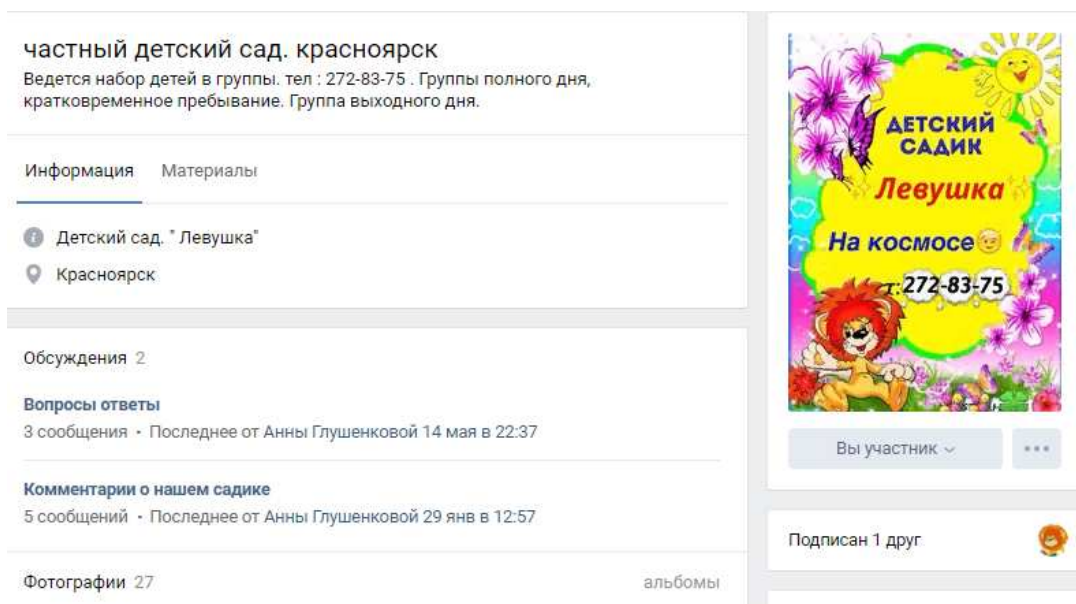 частный детский сад. красноярск
Ведется набор детей в группы. тел : 272-83-75 . Группы полного дня,
кратковременное пребывание. Группа выходного дня.
Информация Материалы
Детский сад. " Левушка"
Красноярск
Обсуждения 2
Вопросы ответы
3 сообщения • Последнее от Анны Глушенковой 14 мая в 22:37
Комментарии о нашем садике
5 сообщений • Последнее от Анны Глушенковой 29 янв в 12:57
Фотографии 27 альбомы
ДЕТСКИЙ
САДИК
Левушка
На космосе
т:272-83-75
Вы участник
Подписан 1 друг